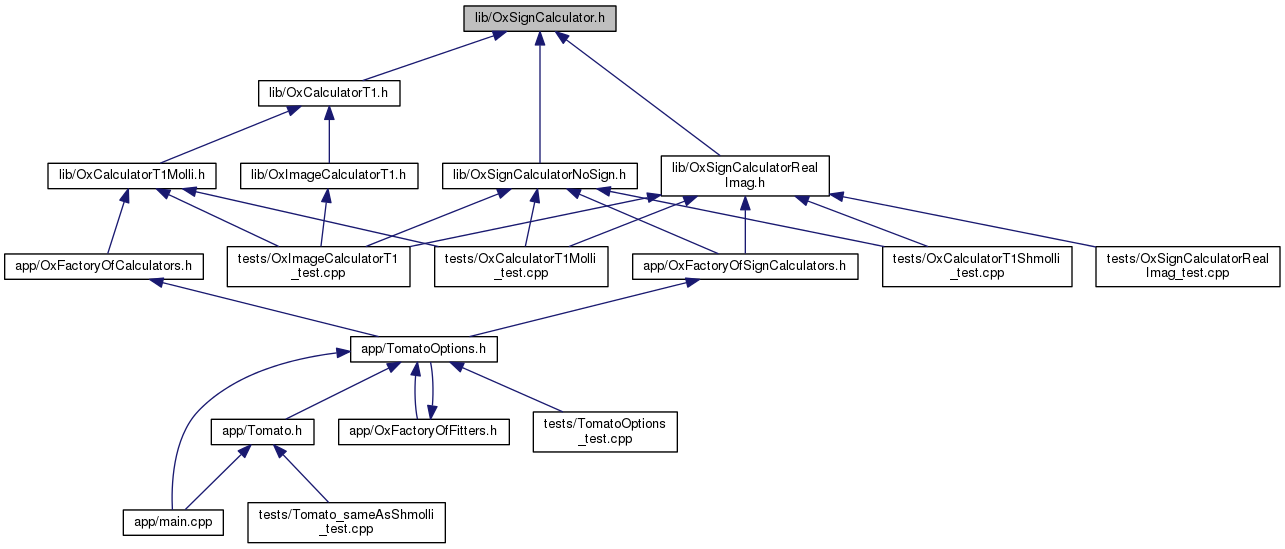 lib/OxSignCalculator.h
lib/OxCalculatorT1.h
lib/OxCalculatorT1Molli.h
lib/OxImageCalculatorT1.h
lib/OxSignCalculatorNoSign.h
lib/OxSignCalculatorReal
Imag.h
app/OxFactoryOfCalculators.h
tests/OxImageCalculatorT1
_test.cpp
tests/OxCalculatorT1Molli
_test.cpp
app/OxFactoryOfSignCalculators.h
tests/OxCalculatorT1Shmolli
_test.cpp
tests/OxSignCalculatorReal
Imag_test.cpp
app/TomatoOptions.h
app/Tomato.h
app/OxFactoryOfFitters.h
tests/TomatoOptions
_test.cpp
app/main.cpp
tests/Tomato_sameAsShmolli
_test.cpp